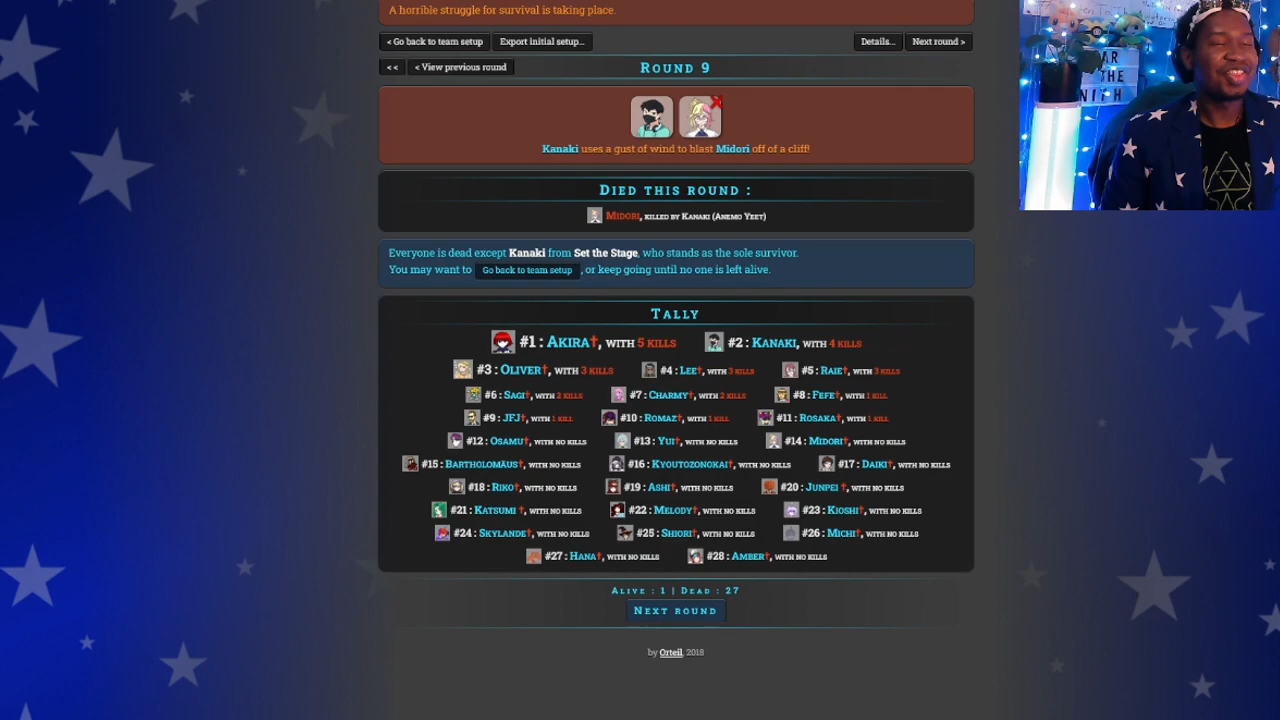 A horrible struggle for survival is taking place.
< Go back to team setup Export initial setup... Details... Next round >
<< < View previous round Round 9
Kanaki uses a gust of wind to blast Midori off of a cliff!
Died this round :
Midori, killed by Kanaki (Anemo Yeet)
Everyone is dead except Kanaki from Set the Stage, who stands as the sole survivor.
You may want to Go back to team setup, or keep going until no one is left alive.
Tally
#1 : Akira†, with 5 kills #2 : Kanaki, with 4 kills
#3 : Oliver†, with 3 kills #4 : Lee†, with 3 kills #5 : Raie†, with 3 kills
#6 : Sagi†, with 2 kills #7 : Charmy†, with 2 kills #8 : Fefe†, with 1 kill
#9 : JFJ†, with 1 kill #10 : Romaz†, with 1 kill #11 : Rosaka†, with 1 kill
#12 : Osamu†, with no kills #13 : Yui†, with no kills #14 : Midori†, with no kills
#15 : Bartholomäus†, with no kills #16 : Kyoutozonokai†, with no kills #17 : Daiki†, with no kills
#18 : Riko†, with no kills #19 : Ashi†, with no kills #20 : Junpei †, with no kills
#21 : Katsumi †, with no kills #22 : Melody†, with no kills #23 : Kioshi†, with no kills
#24 : Skylande†, with no kills #25 : Shiori†, with no kills #26 : Michi†, with no kills
#27 : Hana†, with no kills #28 : Amber†, with no kills
Alive : 1 | Dead : 27
Next round
by Orteil, 2018
THE